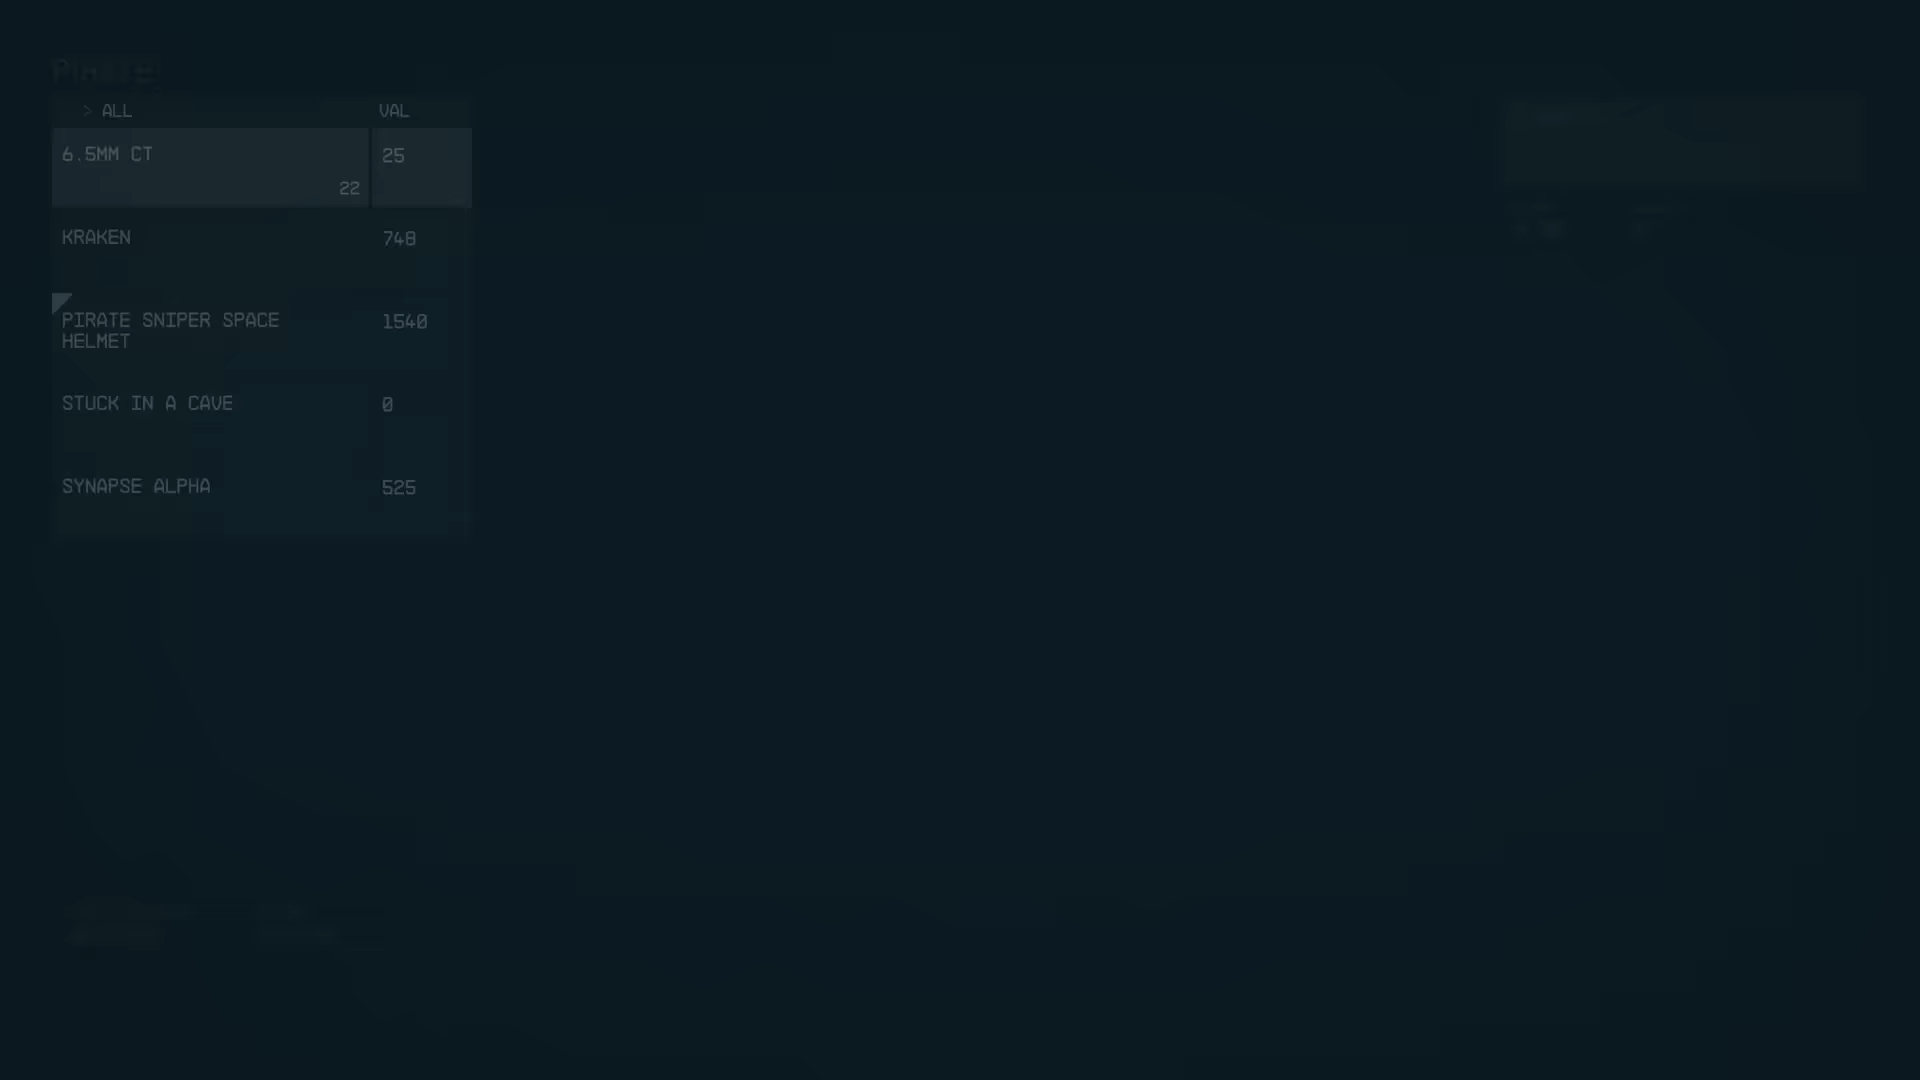 > ALL VAL
6.5MM CT 25
22
KRAKEN 748
PIRATE SNIPER SPACE 1540
HELMET
STUCK IN A CAVE 0
SYNAPSE ALPHA 525